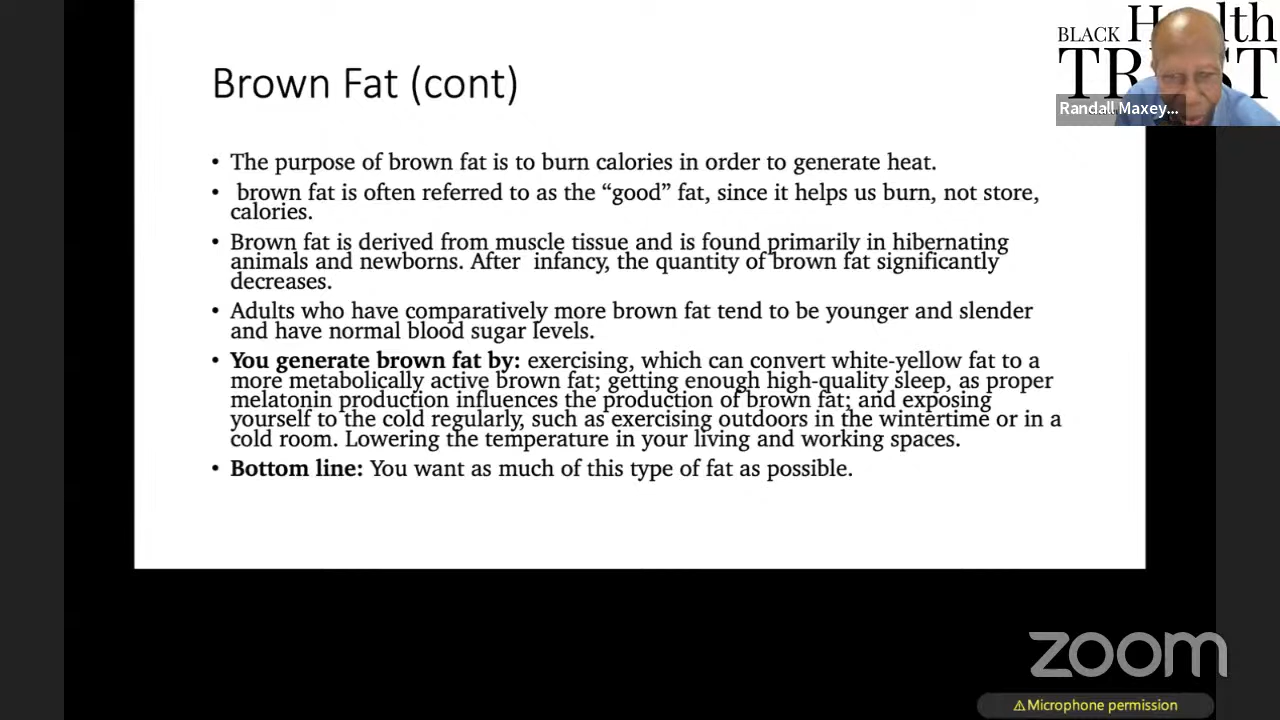 Brown Fat (cont)
• The purpose of brown fat is to burn calories in order to generate heat.
• brown fat is often referred to as the “good” fat, since it helps us burn, not store,
calories.
• Brown fat is derived from muscle tissue and is found primarily in hibernating
animals and newborns. After infancy, the quantity of brown fat significantly
decreases.
• Adults who have comparatively more brown fat tend to be younger and slender
and have normal blood sugar levels.
• You generate brown fat by: exercising, which can convert white-yellow fat to a
more metabolically active brown fat; getting enough high-quality sleep, as proper
melatonin production influences the production of brown fat; and exposing
yourself to the cold regularly, such as exercising outdoors in the wintertime or in a
cold room. Lowering the temperature in your living and working spaces.
• Bottom line: You want as much of this type of fat as possible.
BLACK
Randall Maxey...
zoom
⚠Microphone permission